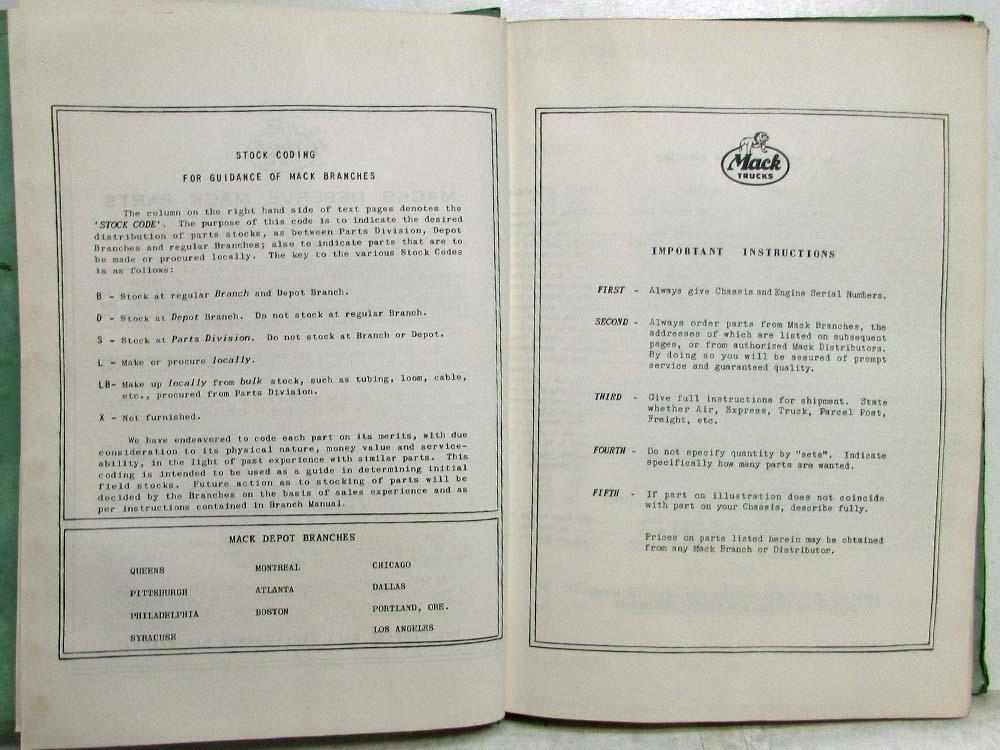 STOCK CODING
FOR GUIDANCE OF MACK BRANCHES
The column on the right hand side of text pages denotes the
'STOCK CODE'. The purpose of this code is to indicate the desired
distribution of parts stocks, as between Parts Division, Depot
Branches and regular Branches; also to indicate parts that are to
be made or procured locally. The key to the various Stock Codes
is as follows:
B - Stock at regular Branch and Depot Branch.
D - Stock at Depot Branch. Do not stock at regular Branch.
S - Stock at Parts Division. Do not stock at Branch or Depot.
L - Make or procure locally.
LB- Make up locally from bulk stock, such as tubing, loom, cable,
etc., procured from Parts Division.
X - Not furnished.
We have endeavored to code each part on its merits, with due
consideration to its physical nature, money value and service-
ability, in the light of past experience with similar parts. This
coding is intended to be used as a guide in determining initial
field stocks. Future action as to stocking of parts will be
decided by the Branches on the basis of sales experience and as
per instructions contained in Branch Manual.
MACK DEPOT BRANCHES
QUEENS
PITTSBURGH
PHILADELPHIA
SYRACUSE
MONTREAL
ATLANTA
BOSTON
CHICAGO
DALLAS
PORTLAND, ORE.
LOS ANGELES
Mack
TRUCKS
IMPORTANT INSTRUCTIONS
FIRST - Always give Chassis and Engine Serial Numbers.
SECOND - Always order parts from Mack Branches, the
addresses of which are listed on subsequent
pages, or from authorized Mack Distributors.
By doing so you will be assured of prompt
service and guaranteed quality.
THIRD - Give full instructions for shipment. State
whether Air, Express, Truck, Parcel Post,
Freight, etc.
FOURTH - Do not specify quantity by "sets". Indicate
specifically how many parts are wanted.
FIFTH - If part on illustration does not coincide
with part on your Chassis, describe fully.
Prices on parts listed herein may be obtained
from any Mack Branch or Distributor.